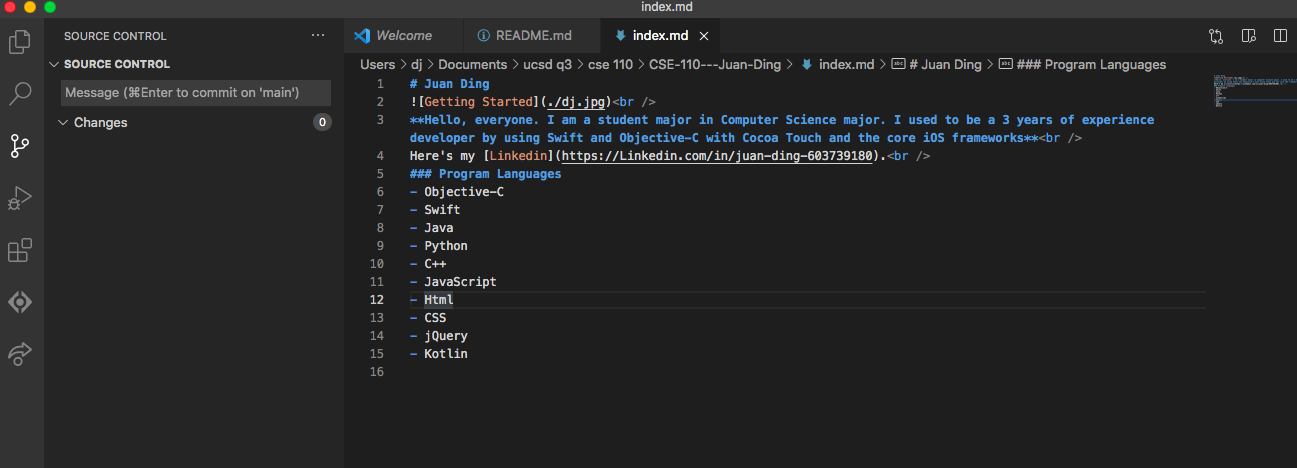 index.md
SOURCE CONTROL ···
Welcome README.md index.md
SOURCE CONTROL
Users > dj > Documents > ucsd q3 > cse 110 > CSE-110---Juan-Ding > index.md > # Juan Ding > ### Program Languages
Message (⌘Enter to commit on 'main')
Changes 0
1 # Juan Ding
2 ![Getting Started](./dj.jpg)<br />
3 **Hello, everyone. I am a student major in Computer Science major. I used to be a 3 years of experience
developer by using Swift and Objective-C with Cocoa Touch and the core iOS frameworks**<br />
4 Here's my [Linkedin](https://Linkedin.com/in/juan-ding-603739180).<br />
5 ### Program Languages
6 - Objective-C
7 - Swift
8 - Java
9 - Python
10 - C++
11 - JavaScript
12 - Html
13 - CSS
14 - jQuery
15 - Kotlin
16